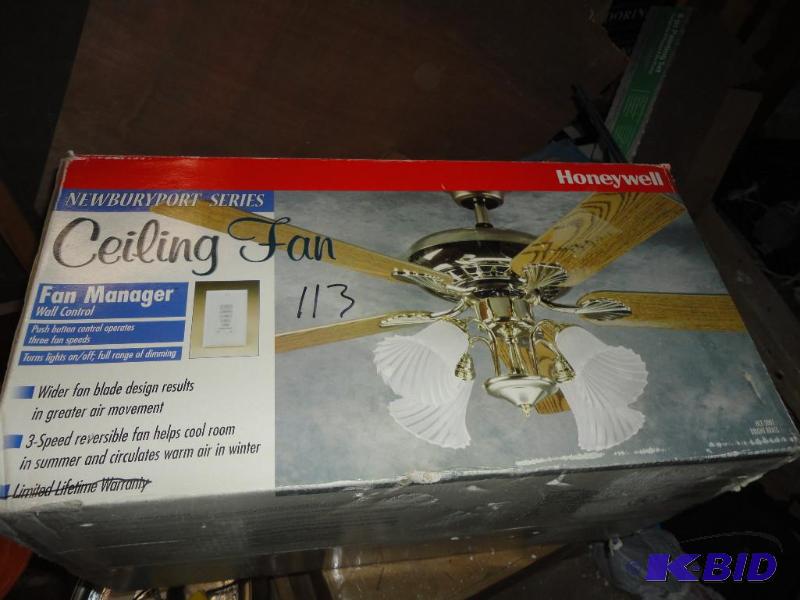 Honeywell
NEWBURYPORT SERIES
Ceiling Fan
113
Fan Manager
Wall Control
Push button control operates
three fan speeds
Turns lights on/off; full range of dimming
Wider fan blade design results
in greater air movement
3-Speed reversible fan helps cool room
in summer and circulates warm air in winter
Limited Lifetime Warranty
BRIGHT BRASS
K-BID